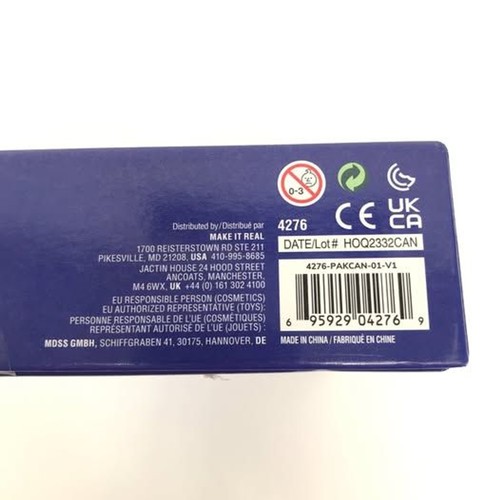 Distributed by/Distribué par
MAKE IT REAL
1700 REISTERSTOWN RD STE 211
PIKESVILLE, MD 21208, USA 410-995-8685
JACTIN HOUSE 24 HOOD STREET
ANCOATS, MANCHESTER,
M4 6WX, UK +44 (0) 161 302 4100
EU RESPONSIBLE PERSON (COSMETICS)
EU AUTHORIZED REPRESENTATIVE (TOYS):
PERSONNE RESPONSABLE DE L'UE (COSMÉTIQUES)
REPRÉSENTANT AUTORISÉ DE L'UE (JOUETS) :
MDSS GMBH, SCHIFFGRABEN 41, 30175, HANNOVER, DE
0-3
4276
CE
UK
CA
DATE/Lot# HOQ2332CAN
4276-PAKCAN-01-V1
6 95929 04276 9
MADE IN CHINA / FABRIQUÉ EN CHINE